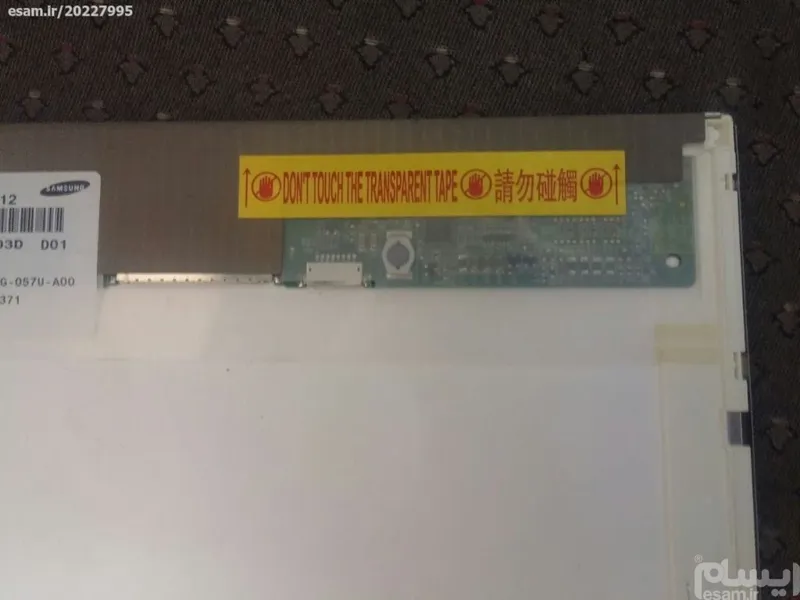 esam.ir/20227995
SAMSUNG
12
03D D01
G-057U-A00
371
DON'T TOUCH THE TRANSPARENT TAPE 請勿碰觸
ایسام
esam.ir